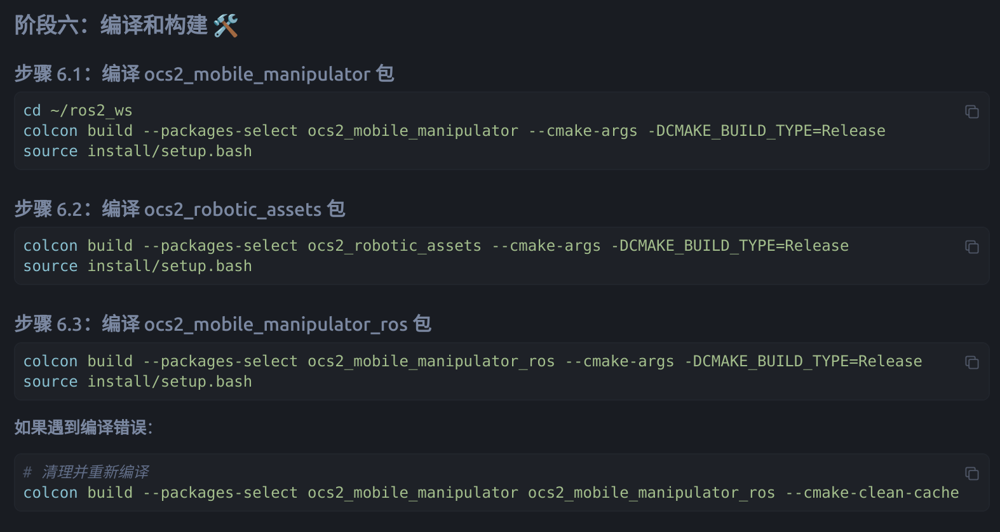 阶段六：编译和构建 🛠️
步骤 6.1：编译 ocs2_mobile_manipulator 包
cd ~/ros2_ws
colcon build --packages-select ocs2_mobile_manipulator --cmake-args -DCMAKE_BUILD_TYPE=Release
source install/setup.bash
步骤 6.2：编译 ocs2_robotic_assets 包
colcon build --packages-select ocs2_robotic_assets --cmake-args -DCMAKE_BUILD_TYPE=Release
source install/setup.bash
步骤 6.3：编译 ocs2_mobile_manipulator_ros 包
colcon build --packages-select ocs2_mobile_manipulator_ros --cmake-args -DCMAKE_BUILD_TYPE=Release
source install/setup.bash
如果遇到编译错误：
# 清理并重新编译
colcon build --packages-select ocs2_mobile_manipulator ocs2_mobile_manipulator_ros --cmake-clean-cache